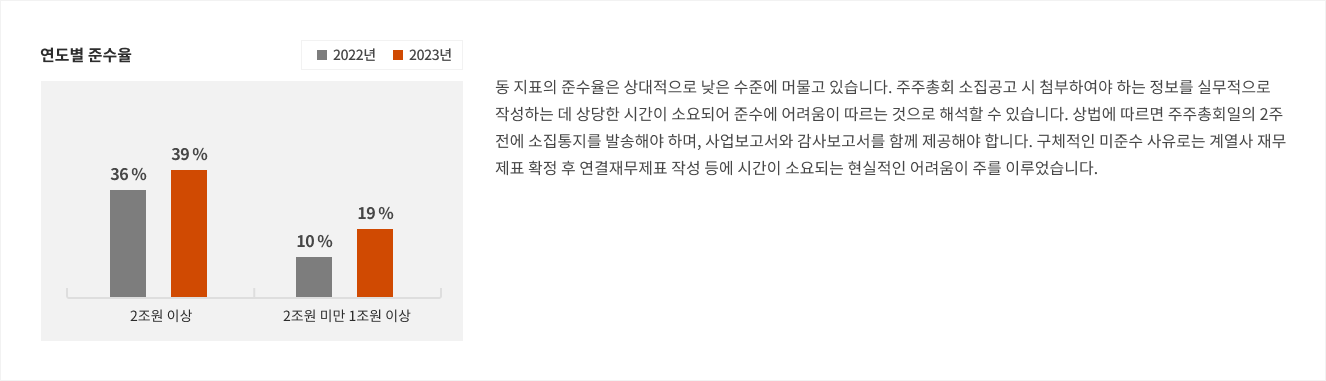 연도별 준수율
2022년
2023년
36 %
39 %
10 %
19 %
2조원 이상
2조원 미만 1조원 이상
동 지표의 준수율은 상대적으로 낮은 수준에 머물고 있습니다. 주주총회 소집공고 시 첨부하여야 하는 정보를 실무적으로
작성하는 데 상당한 시간이 소요되어 준수에 어려움이 따르는 것으로 해석할 수 있습니다. 상법에 따르면 주주총회일의 2주
전에 소집통지를 발송해야 하며, 사업보고서와 감사보고서를 함께 제공해야 합니다. 구체적인 미준수 사유로는 계열사 재무
제표 확정 후 연결재무제표 작성 등에 시간이 소요되는 현실적인 어려움이 주를 이루었습니다.